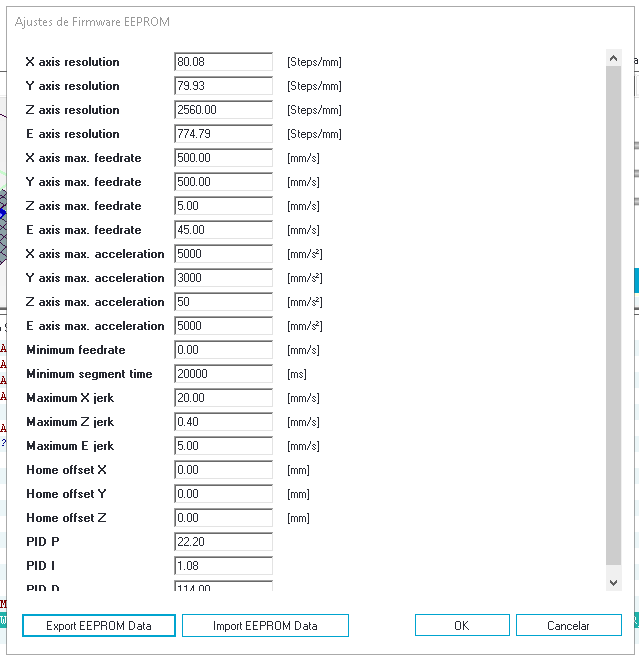 Ajustes de Firmware EEPROM
X axis resolution 80.08 [Steps/mm]
Y axis resolution 79.93 [Steps/mm]
Z axis resolution 2560.00 [Steps/mm]
E axis resolution 774.79 [Steps/mm]
X axis max. feedrate 500.00 [mm/s]
Y axis max. feedrate 500.00 [mm/s]
Z axis max. feedrate 5.00 [mm/s]
E axis max. feedrate 45.00 [mm/s]
X axis max. acceleration 5000 [mm/s²]
Y axis max. acceleration 3000 [mm/s²]
Z axis max. acceleration 50 [mm/s²]
E axis max. acceleration 5000 [mm/s²]
Minimum feedrate 0.00 [mm/s]
Minimum segment time 20000 [ms]
Maximum X jerk 20.00 [mm/s]
Maximum Z jerk 0.40 [mm/s]
Maximum E jerk 5.00 [mm/s]
Home offset X 0.00 [mm]
Home offset Y 0.00 [mm]
Home offset Z 0.00 [mm]
PID P 22.20
PID I 1.08
PID D 114.00
Export EEPROM Data Import EEPROM Data OK Cancelar